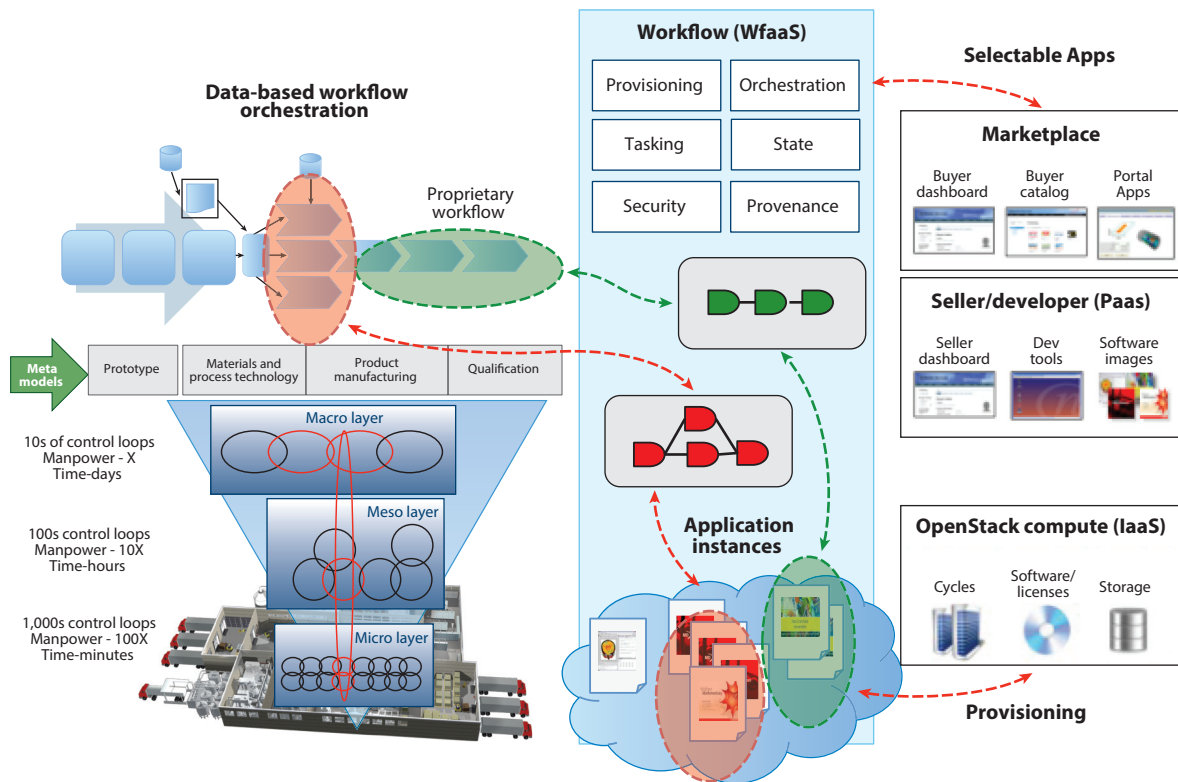 Data-based workflow
orchestration
Proprietary
workflow
Meta
models
Prototype
Materials and
process technology
Product
manufacturing
Qualification
10s of control loops
Manpower - X
Time-days
Macro layer
100s control loops
Manpower - 10X
Time-hours
Meso layer
1,000s control loops
Manpower - 100X
Time-minutes
Micro layer
Workflow (WfaaS)
Provisioning
Orchestration
Tasking
State
Security
Provenance
Application
instances
Selectable Apps
Marketplace
Buyer
dashboard
Buyer
catalog
Portal
Apps
Seller/developer (Paas)
Seller
dashboard
Dev
tools
Software
images
OpenStack compute (IaaS)
Cycles
Software/
licenses
Storage
Provisioning